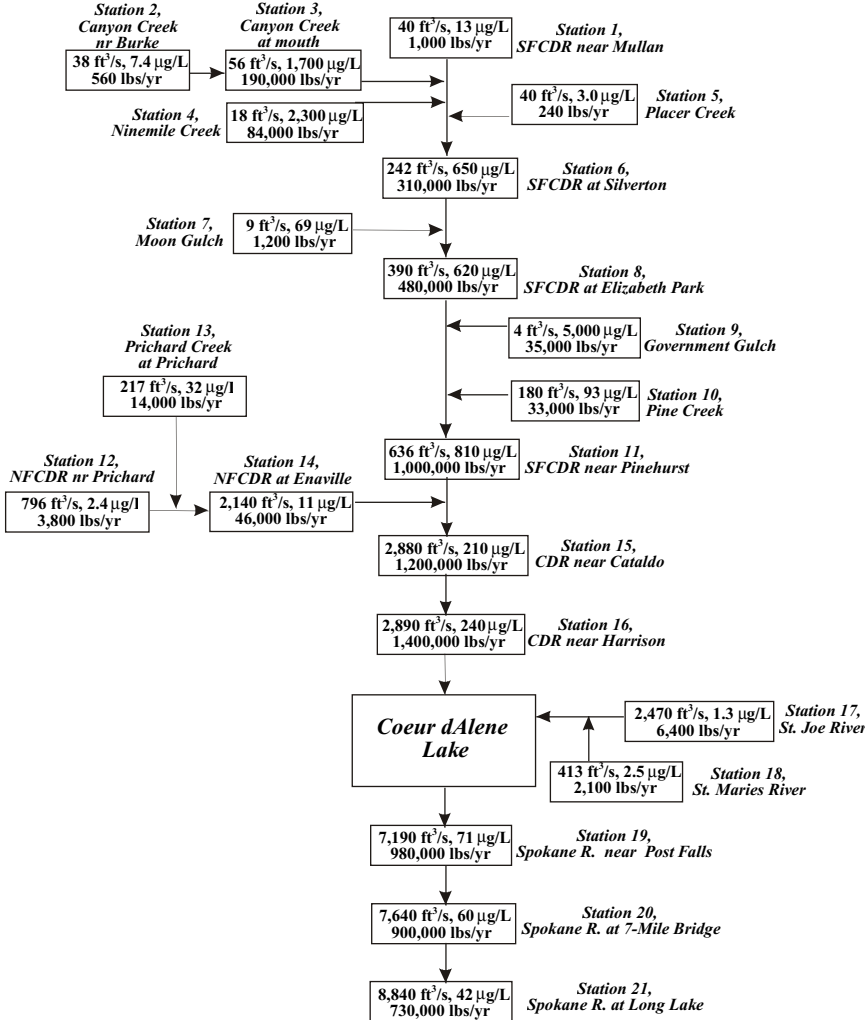 Station 2,
Canyon Creek
nr Burke
38 ft³/s, 7.4 µg/L
560 lbs/yr
Station 3,
Canyon Creek
at mouth
56 ft³/s, 1,700 µg/L
190,000 lbs/yr
40 ft³/s, 13 µg/L
1,000 lbs/yr
Station 1,
SFCDR near Mullan
Station 4,
Ninemile Creek
18 ft³/s, 2,300 µg/L
84,000 lbs/yr
40 ft³/s, 3.0 µg/L
240 lbs/yr
Station 5,
Placer Creek
242 ft³/s, 650 µg/L
310,000 lbs/yr
Station 6,
SFCDR at Silverton
Station 7,
Moon Gulch
9 ft³/s, 69 µg/L
1,200 lbs/yr
390 ft³/s, 620 µg/L
480,000 lbs/yr
Station 8,
SFCDR at Elizabeth Park
4 ft³/s, 5,000 µg/L
35,000 lbs/yr
Station 9,
Government Gulch
Station 13,
Prichard Creek
at Prichard
217 ft³/s, 32 µg/l
14,000 lbs/yr
180 ft³/s, 93 µg/L
33,000 lbs/yr
Station 10,
Pine Creek
636 ft³/s, 810 µg/L
1,000,000 lbs/yr
Station 11,
SFCDR near Pinehurst
Station 12,
NFCDR nr Prichard
796 ft³/s, 2.4 µg/l
3,800 lbs/yr
Station 14,
NFCDR at Enaville
2,140 ft³/s, 11 µg/L
46,000 lbs/yr
2,880 ft³/s, 210 µg/L
1,200,000 lbs/yr
Station 15,
CDR near Cataldo
2,890 ft³/s, 240 µg/L
1,400,000 lbs/yr
Station 16,
CDR near Harrison
Coeur dAlene
Lake
2,470 ft³/s, 1.3 µg/L
6,400 lbs/yr
Station 17,
St. Joe River
413 ft³/s, 2.5 µg/L
2,100 lbs/yr
Station 18,
St. Maries River
7,190 ft³/s, 71 µg/L
980,000 lbs/yr
Station 19,
Spokane R. near Post Falls
7,640 ft³/s, 60 µg/L
900,000 lbs/yr
Station 20,
Spokane R. at 7-Mile Bridge
8,840 ft³/s, 42 µg/L
730,000 lbs/yr
Station 21,
Spokane R. at Long Lake